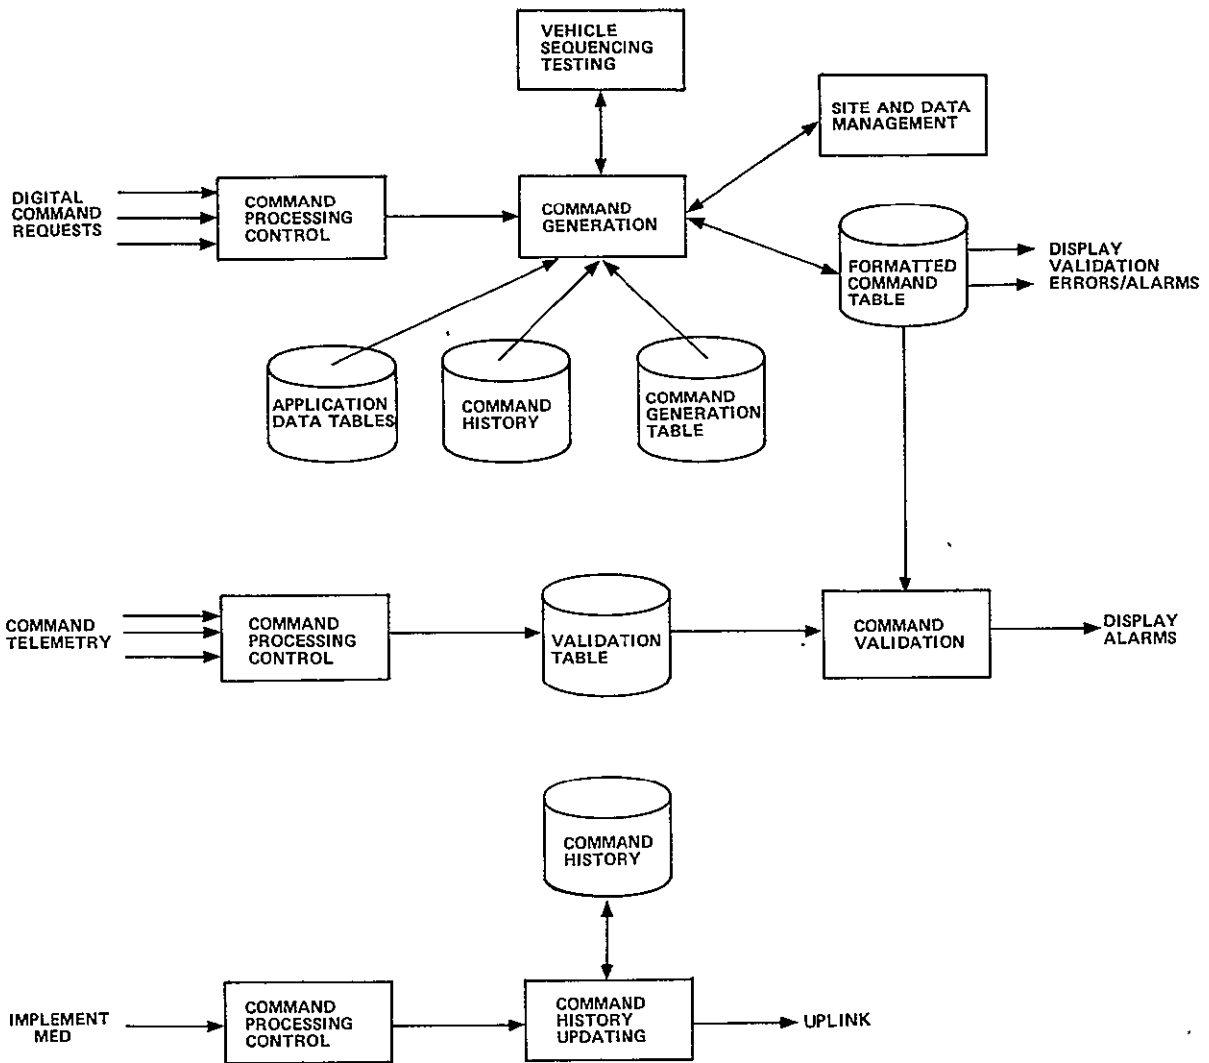 VEHICLE
SEQUENCING
TESTING
SITE AND DATA
MANAGEMENT
DIGITAL
COMMAND
REQUESTS
COMMAND
PROCESSING
CONTROL
COMMAND
GENERATION
FORMATTED
COMMAND
TABLE
DISPLAY
VALIDATION
ERRORS/ALARMS
APPLICATION
DATA TABLES
COMMAND
HISTORY
COMMAND
GENERATION
TABLE
COMMAND
TELEMETRY
COMMAND
PROCESSING
CONTROL
VALIDATION
TABLE
COMMAND
VALIDATION
DISPLAY
ALARMS
COMMAND
HISTORY
IMPLEMENT
MED
COMMAND
PROCESSING
CONTROL
COMMAND
HISTORY
UPDATING
UPLINK